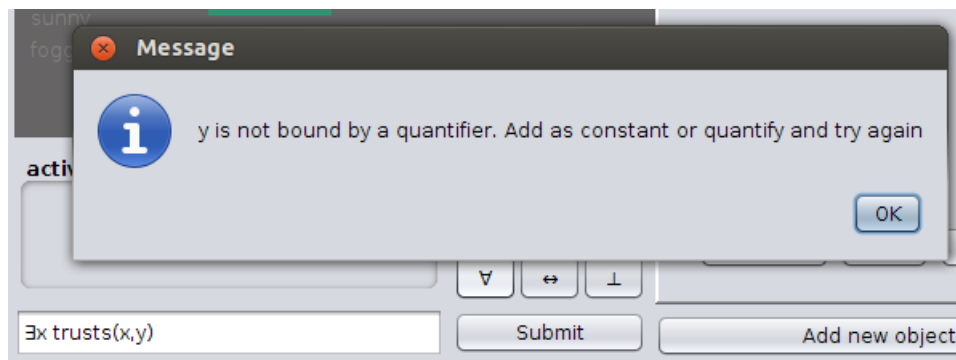 sunny
Message
y is not bound by a quantifier. Add as constant or quantify and try again
OK
∀ ↔ ⊥
∃x trusts(x,y)
Submit
Add new object